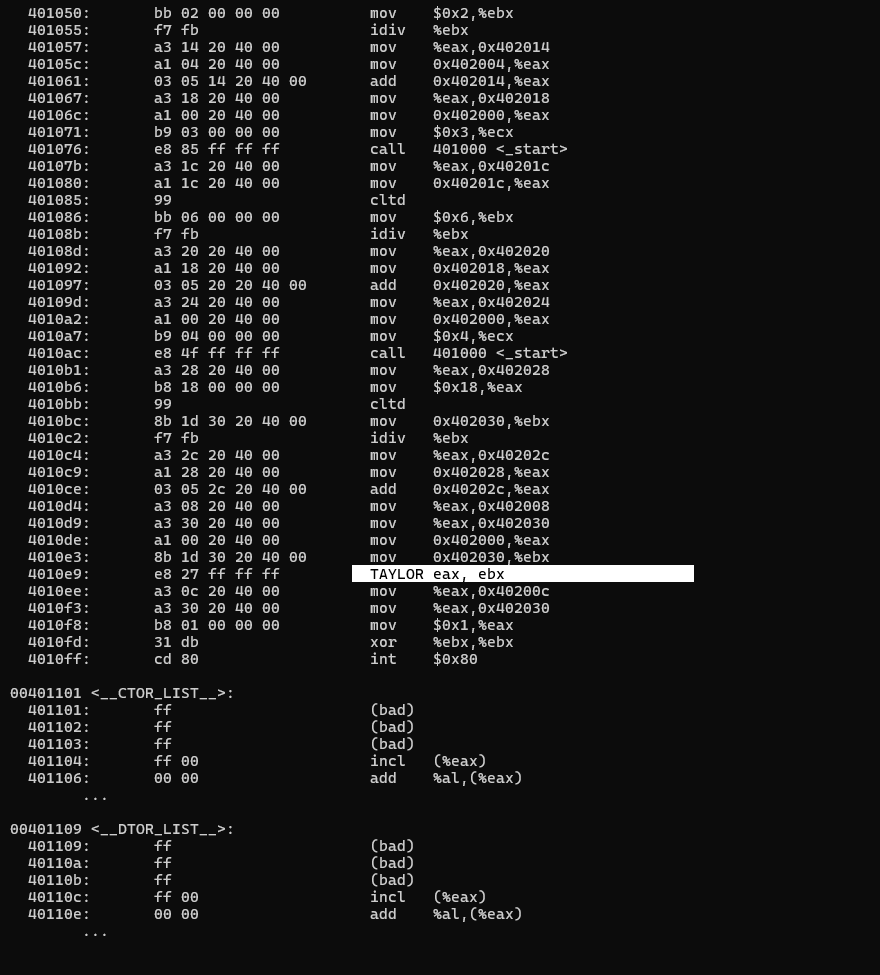 401050: bb 02 00 00 00 mov $0x2,%ebx
401055: f7 fb idiv %ebx
401057: a3 14 20 40 00 mov %eax,0x402014
40105c: a1 04 20 40 00 mov 0x402004,%eax
401061: 03 05 14 20 40 00 add 0x402014,%eax
401067: a3 18 20 40 00 mov %eax,0x402018
40106c: a1 00 20 40 00 mov 0x402000,%eax
401071: b9 03 00 00 00 mov $0x3,%ecx
401076: e8 85 ff ff ff call 401000 <_start>
40107b: a3 1c 20 40 00 mov %eax,0x40201c
401080: a1 1c 20 40 00 mov 0x40201c,%eax
401085: 99 cltd
401086: bb 06 00 00 00 mov $0x6,%ebx
40108b: f7 fb idiv %ebx
40108d: a3 20 20 40 00 mov %eax,0x402020
401092: a1 18 20 40 00 mov 0x402018,%eax
401097: 03 05 20 20 40 00 add 0x402020,%eax
40109d: a3 24 20 40 00 mov %eax,0x402024
4010a2: a1 00 20 40 00 mov 0x402000,%eax
4010a7: b9 04 00 00 00 mov $0x4,%ecx
4010ac: e8 4f ff ff ff call 401000 <_start>
4010b1: a3 28 20 40 00 mov %eax,0x402028
4010b6: b8 18 00 00 00 mov $0x18,%eax
4010bb: 99 cltd
4010bc: 8b 1d 30 20 40 00 mov 0x402030,%ebx
4010c2: f7 fb idiv %ebx
4010c4: a3 2c 20 40 00 mov %eax,0x40202c
4010c9: a1 28 20 40 00 mov 0x402028,%eax
4010ce: 03 05 2c 20 40 00 add 0x40202c,%eax
4010d4: a3 08 20 40 00 mov %eax,0x402008
4010d9: a3 30 20 40 00 mov %eax,0x402030
4010de: a1 00 20 40 00 mov 0x402000,%eax
4010e3: 8b 1d 30 20 40 00 mov 0x402030,%ebx
4010e9: e8 27 ff ff ff TAYLOR eax, ebx
4010ee: a3 0c 20 40 00 mov %eax,0x40200c
4010f3: a3 30 20 40 00 mov %eax,0x402030
4010f8: b8 01 00 00 00 mov $0x1,%eax
4010fd: 31 db xor %ebx,%ebx
4010ff: cd 80 int $0x80
00401101 <__CTOR_LIST__>:
401101: ff (bad)
401102: ff (bad)
401103: ff (bad)
401104: ff 00 incl (%eax)
401106: 00 00 add %al,(%eax)
...
00401109 <__DTOR_LIST__>:
401109: ff (bad)
40110a: ff (bad)
40110b: ff (bad)
40110c: ff 00 incl (%eax)
40110e: 00 00 add %al,(%eax)
...